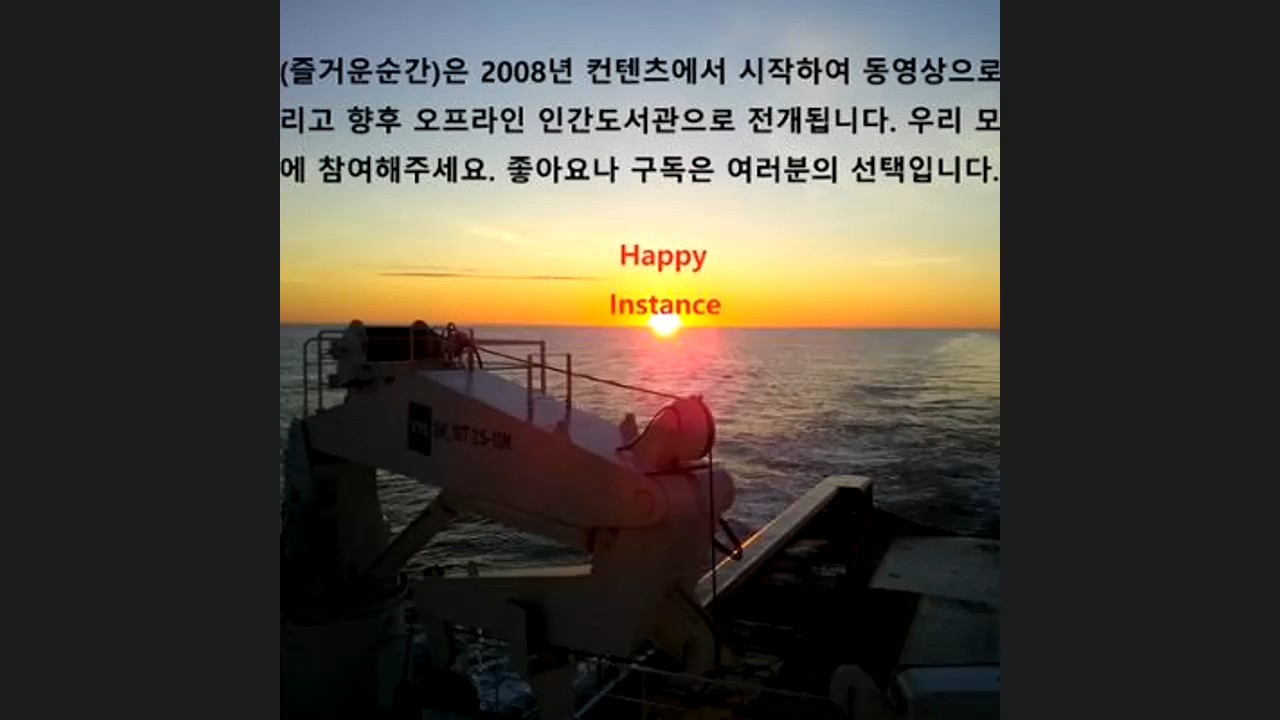 (즐거운순간)은 2008년 컨텐츠에서 시작하여 동영상으로
리고 향후 오프라인 인간도서관으로 전개됩니다. 우리 모
에 참여해주세요. 좋아요나 구독은 여러분의 선택입니다.
Happy
Instance